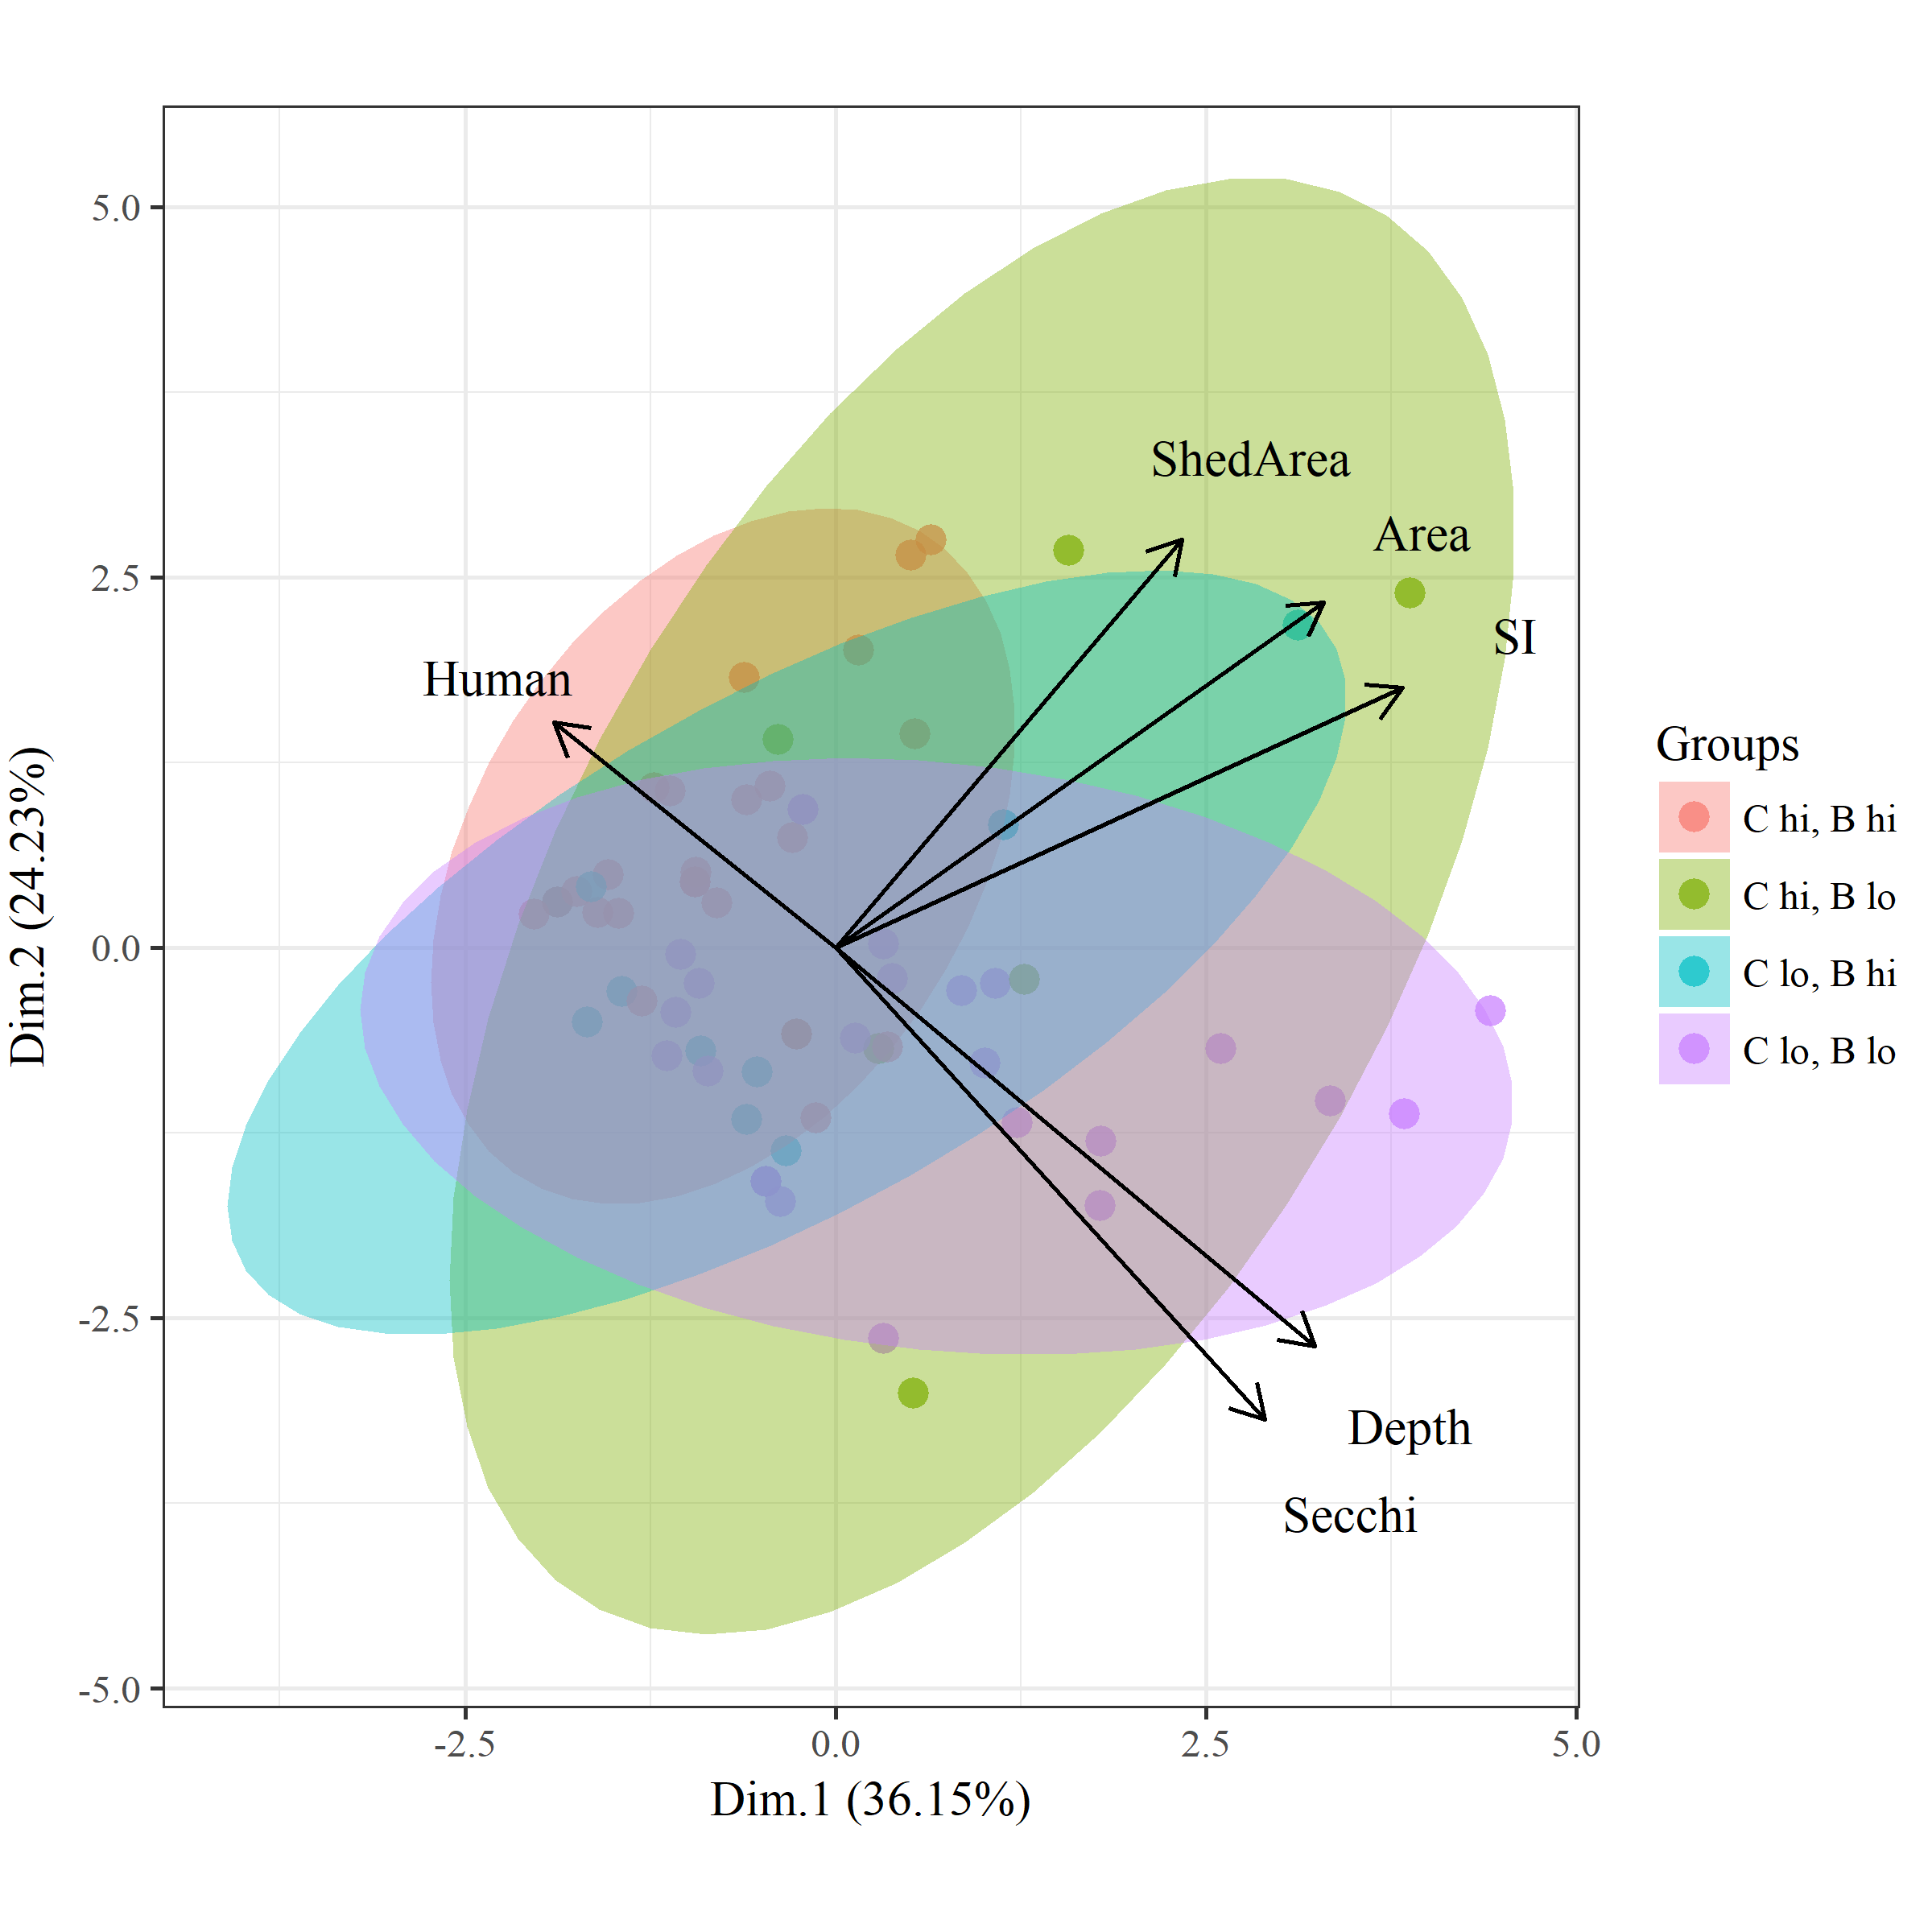 5.0
2.5
0.0
-2.5
-5.0
Dim.2 (24.23%)
ShedArea
Area
SI
Human
Depth
Secchi
-2.5
0.0
2.5
5.0
Dim.1 (36.15%)
Groups
C hi, B hi
C hi, B lo
C lo, B hi
C lo, B lo